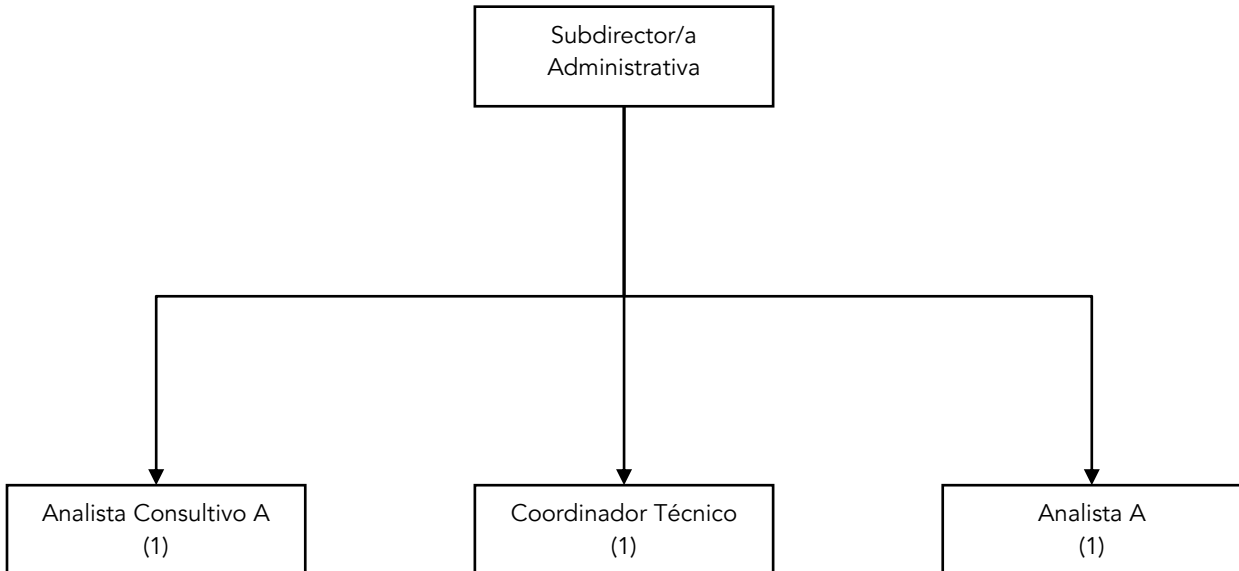 Subdirector/a
Administrativa
Analista Consultivo A
(1)
Coordinador Técnico
(1)
Analista A
(1)